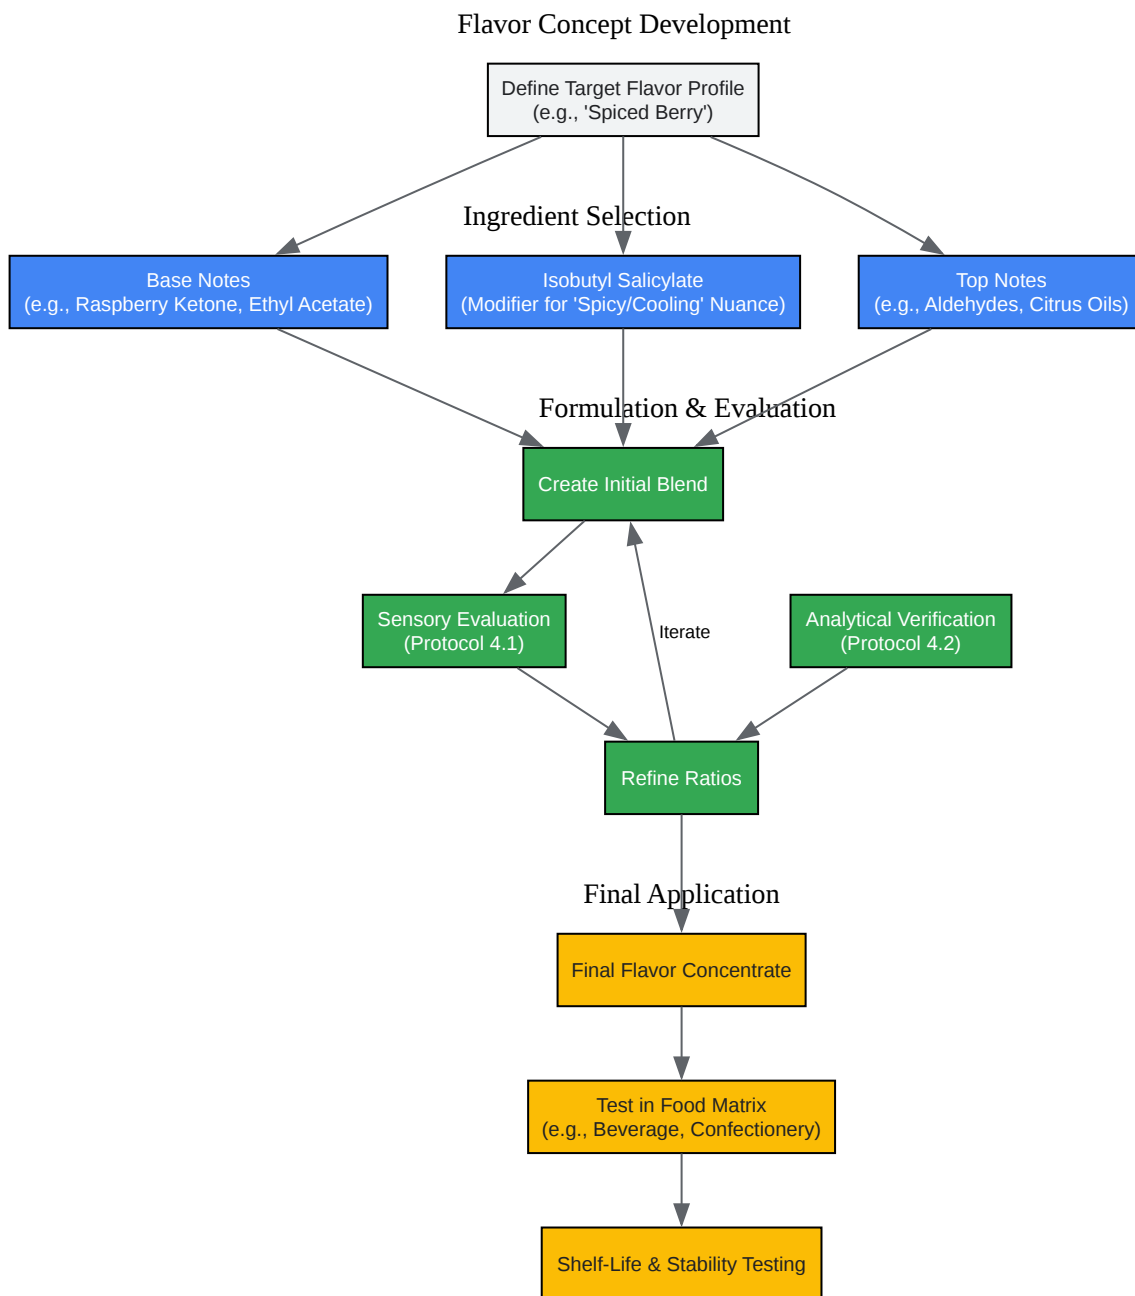 Flavor Concept Development
Define Target Flavor Profile
(e.g., 'Spiced Berry')
Ingredient Selection
Base Notes
(e.g., Raspberry Ketone, Ethyl Acetate)
Isobutyl Salicylate
(Modifier for 'Spicy/Cooling' Nuance)
Top Notes
(e.g., Aldehydes, Citrus Oils)
Formulation & Evaluation
Create Initial Blend
Sensory Evaluation
(Protocol 4.1)
Iterate
Analytical Verification
(Protocol 4.2)
Refine Ratios
Final Application
Final Flavor Concentrate
Test in Food Matrix
(e.g., Beverage, Confectionery)
Shelf-Life & Stability Testing